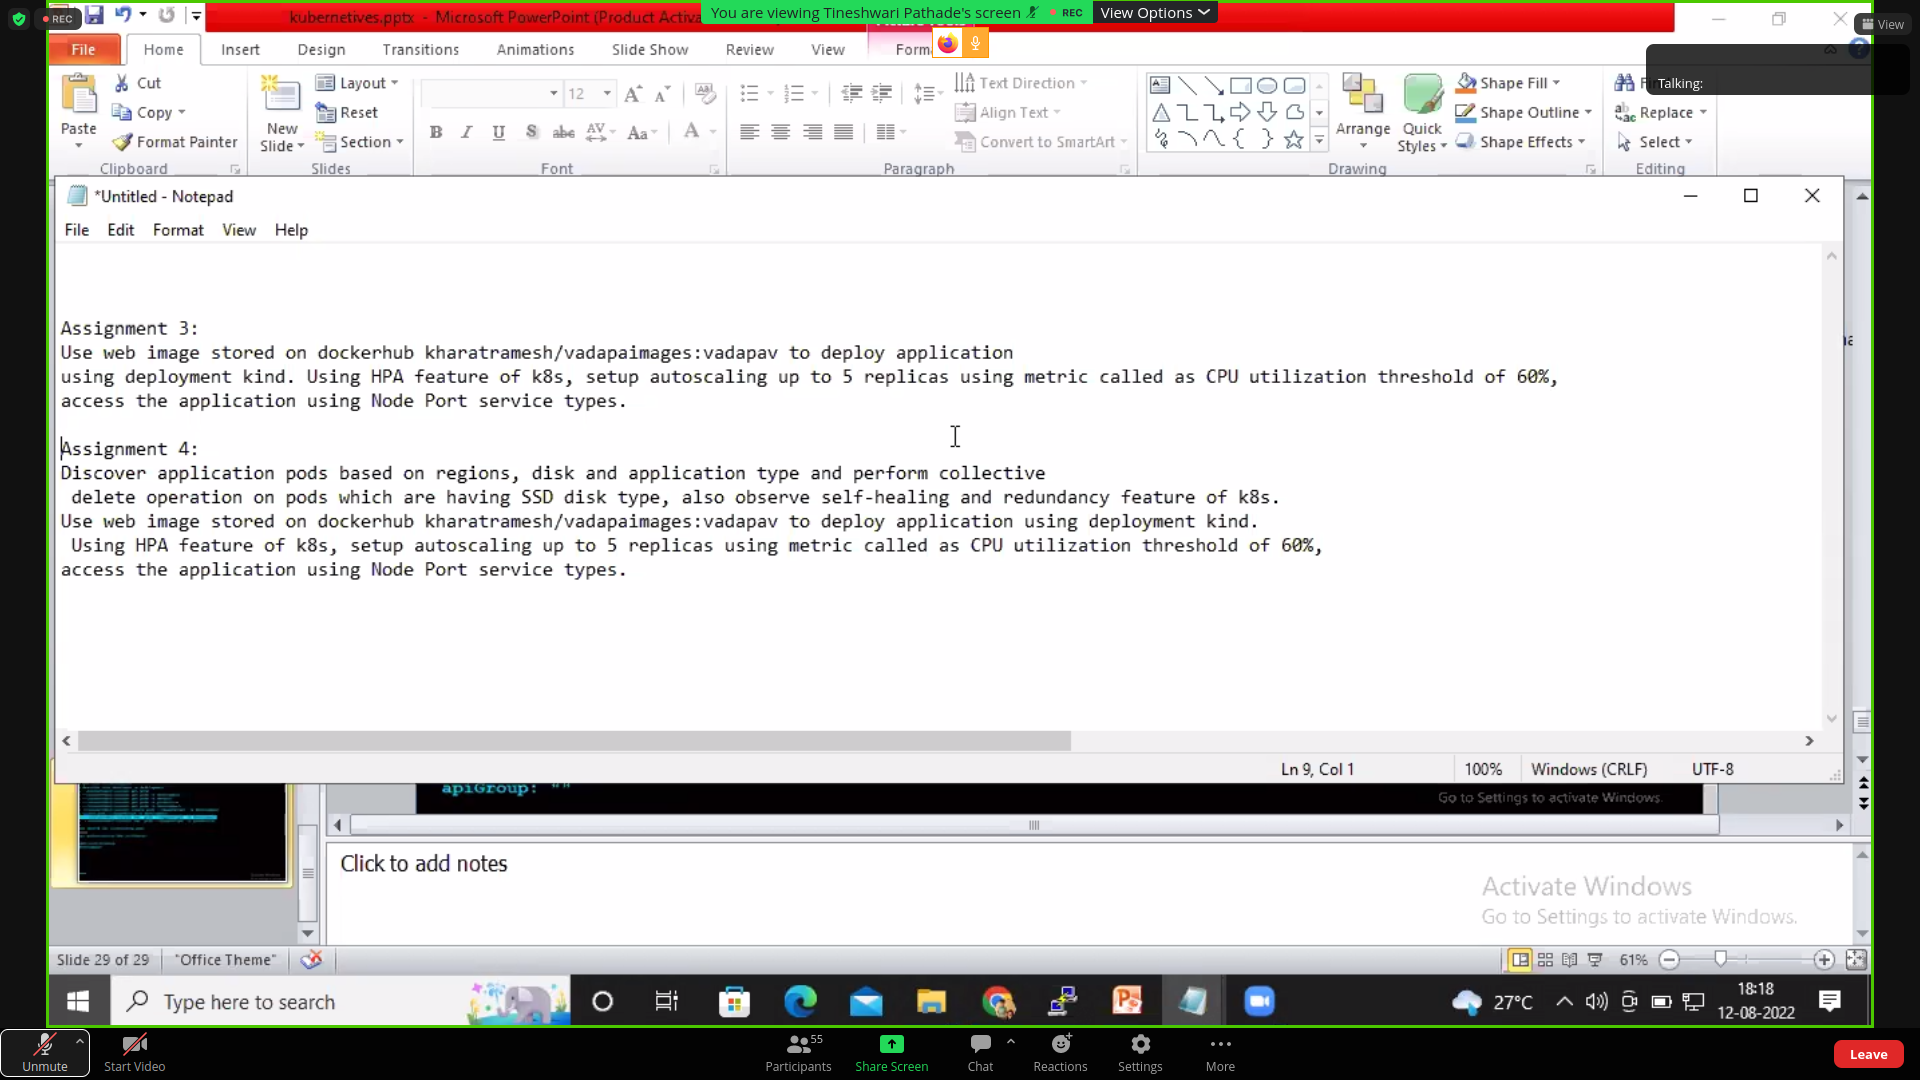 REC
kubernetives.pptx - Microsoft PowerPoint (Product Activa
You are viewing Tineshwari Pathade's screen
REC
View Options
View
File
Home
Insert
Design
Transitions
Animations
Slide Show
Review
View
Talking:
Paste
Cut
Copy
Format Painter
Clipboard
New
Slide
Layout
Reset
Section
Slides
12
Font
Text Direction
Align Text
Convert to SmartArt
Paragraph
Arrange
Quick
Styles
Shape Fill
Shape Outline
Shape Effects
Drawing
Replace
Select
Editing
*Untitled - Notepad
File Edit Format View Help
Assignment 3:
Use web image stored on dockerhub kharatramesh/vadapaimages:vadapav to deploy application
using deployment kind. Using HPA feature of k8s, setup autoscaling up to 5 replicas using metric called as CPU utilization threshold of 60%,
access the application using Node Port service types.
Assignment 4:
Discover application pods based on regions, disk and application type and perform collective
delete operation on pods which are having SSD disk type, also observe self-healing and redundancy feature of k8s.
Use web image stored on dockerhub kharatramesh/vadapaimages:vadapav to deploy application using deployment kind.
Using HPA feature of k8s, setup autoscaling up to 5 replicas using metric called as CPU utilization threshold of 60%,
access the application using Node Port service types.
Ln 9, Col 1
100%
Windows (CRLF)
UTF-8
apiGroup: ""
Go to Settings to activate Windows.
Click to add notes
Activate Windows
Go to Settings to activate Windows.
Slide 29 of 29
"Office Theme"
61%
Type here to search
27°C
18:18
12-08-2022
Unmute
Start Video
Participants
55
Share Screen
Chat
Reactions
Settings
More
Leave